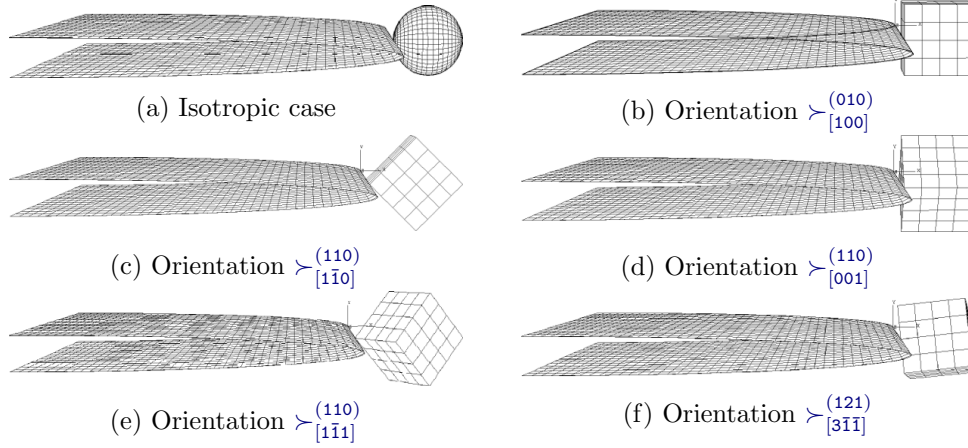 (a) Isotropic case
(b) Orientation ≻ (010) [100]
(c) Orientation ≻ (110) [11̄0]
(d) Orientation ≻ (110) [001]
(e) Orientation ≻ (110) [11̄1]
(f) Orientation ≻ (121) [31̄1̄]